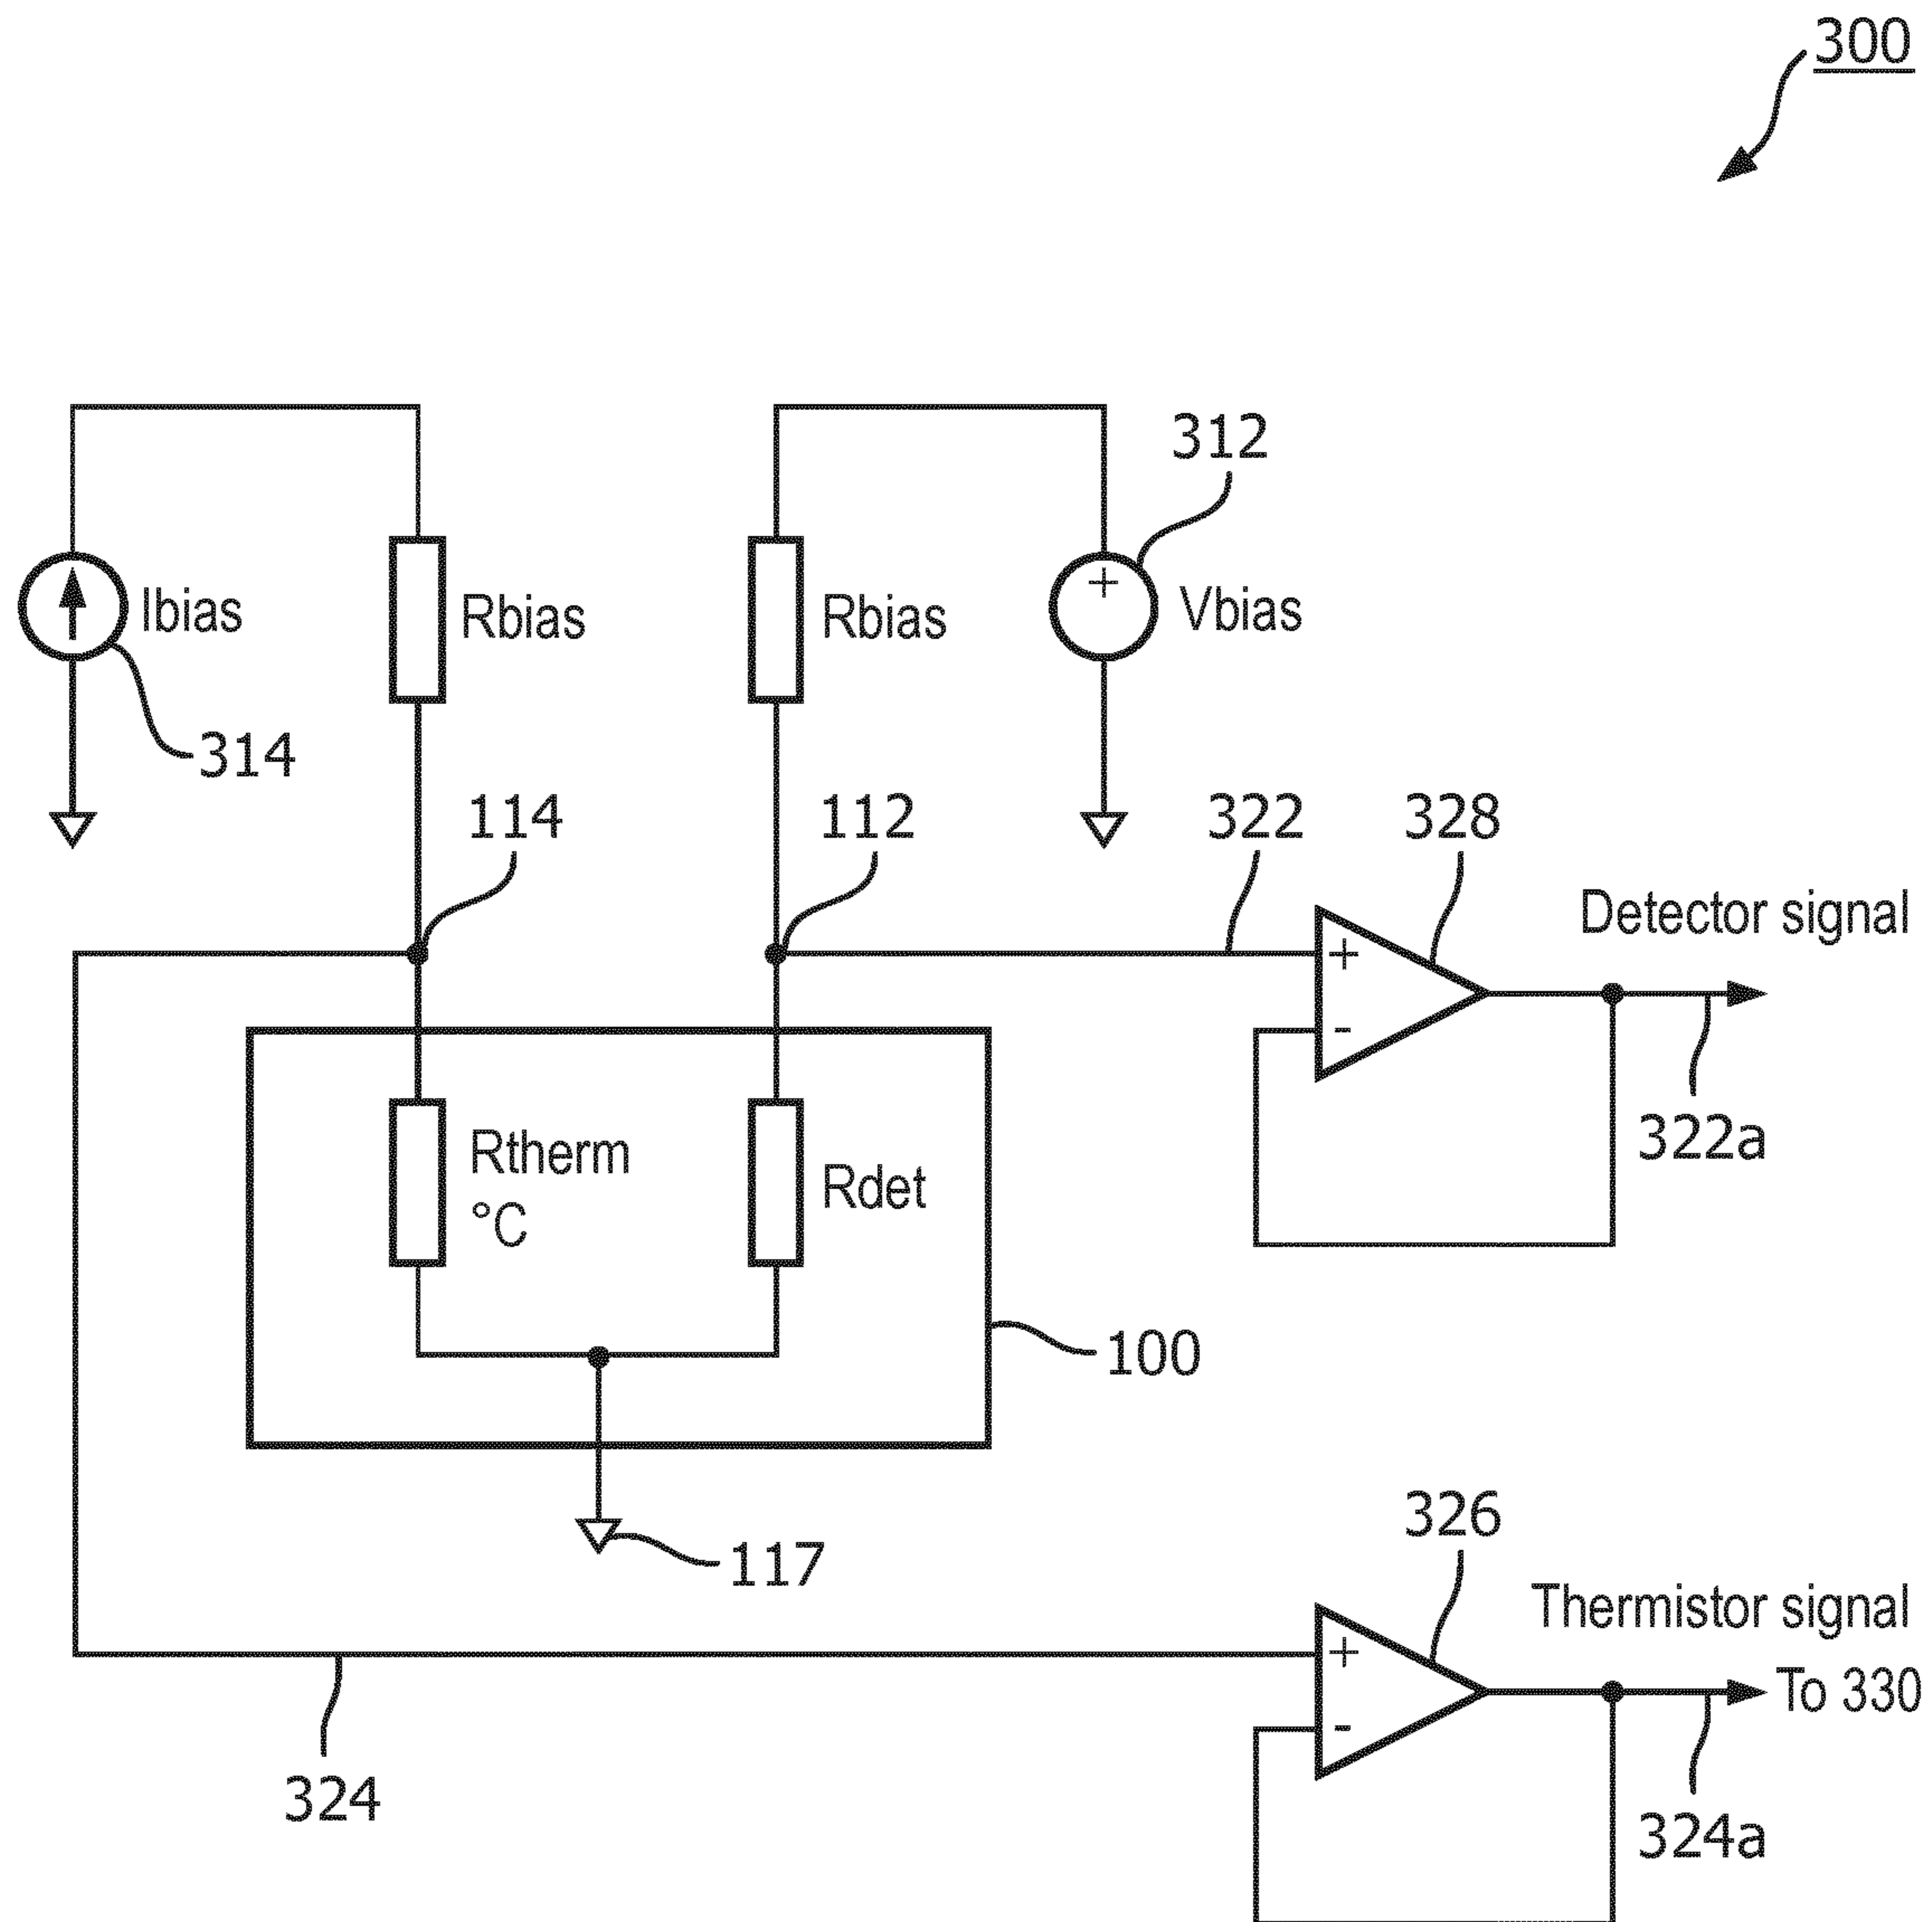 300
312
Ibias
Rbias
Rbias
+
Vbias
314
114
112
322
328
Detector signal
+
-
322a
Rtherm
°C
Rdet
100
117
326
Thermistor signal
+
-
To 330
324
324a